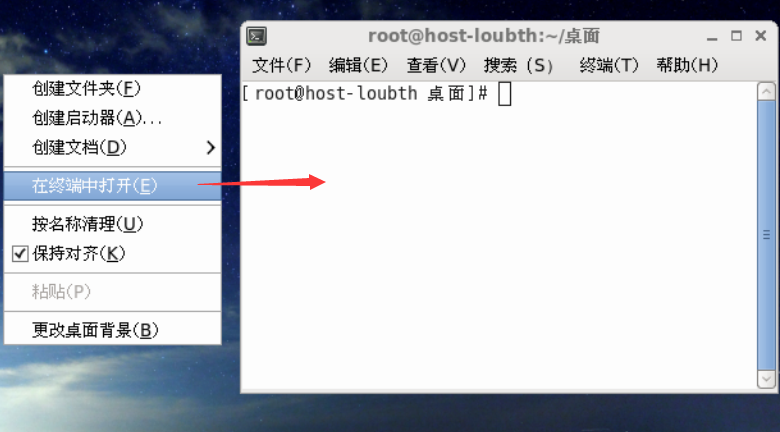 创建文件夹(F)
创建启动器(A)...
创建文档(D)
在终端中打开(E)
按名称清理(U)
保持对齐(K)
粘贴(P)
更改桌面背景(B)
root@host-loubth:~/桌面
文件(F) 编辑(E) 查看(V) 搜索 (S) 终端(T) 帮助(H)
[root@host-loubth 桌面]#